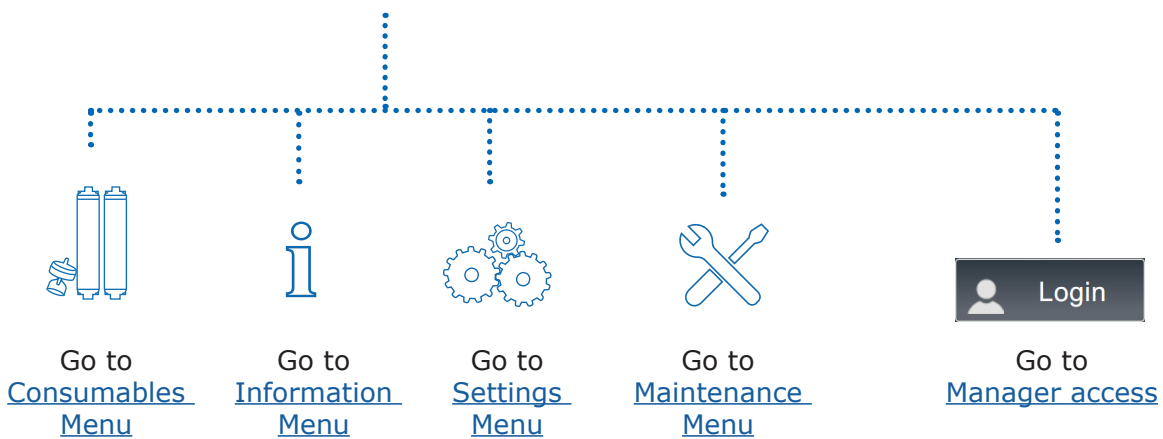 Login
Go to
Consumables
Menu
Go to
Information
Menu
Go to
Settings
Menu
Go to
Maintenance
Menu
Go to
Manager access